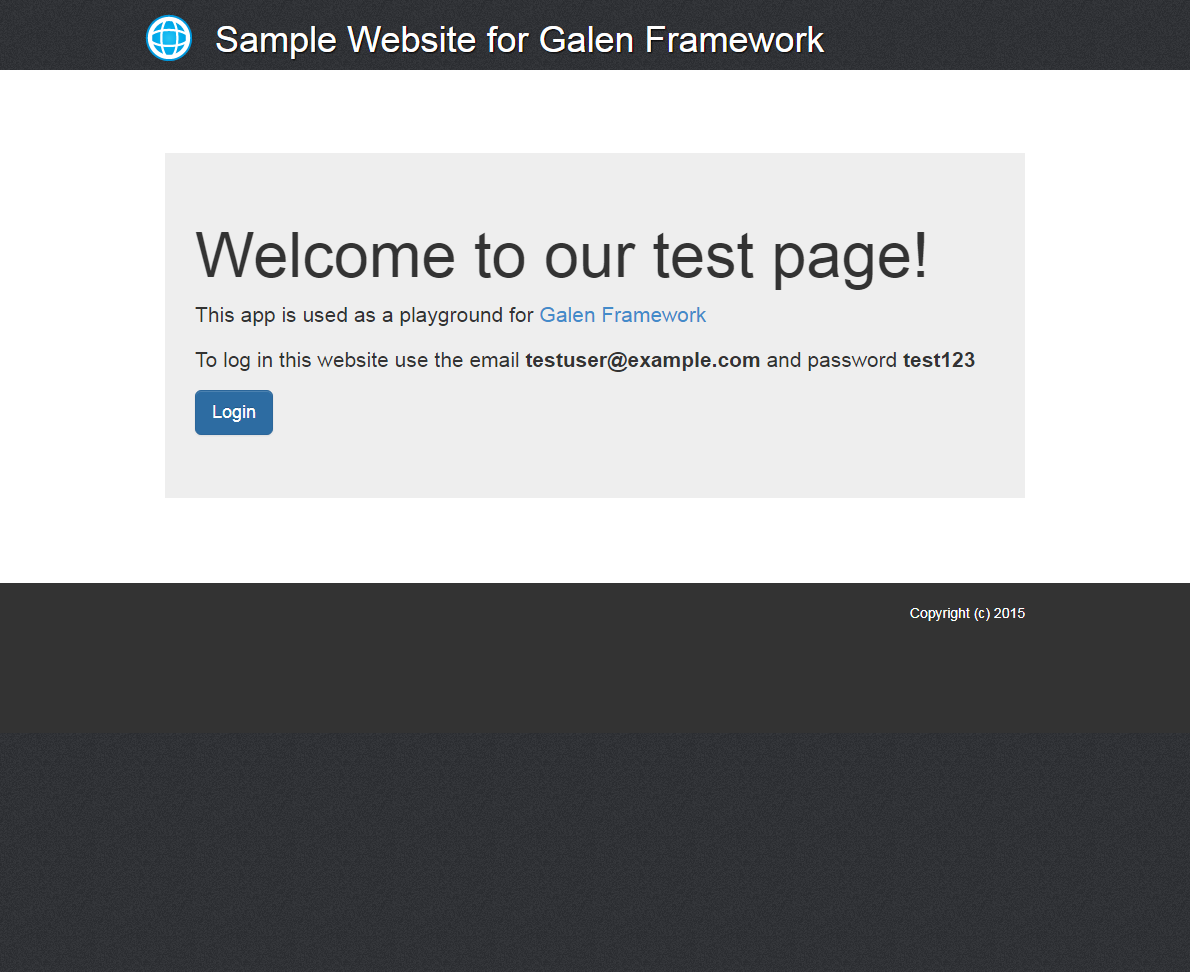 Sample Website for Galen Framework
Welcome to our test page!
This app is used as a playground for Galen Framework
To log in this website use the email testuser@example.com and password test123
Login
Copyright (c) 2015